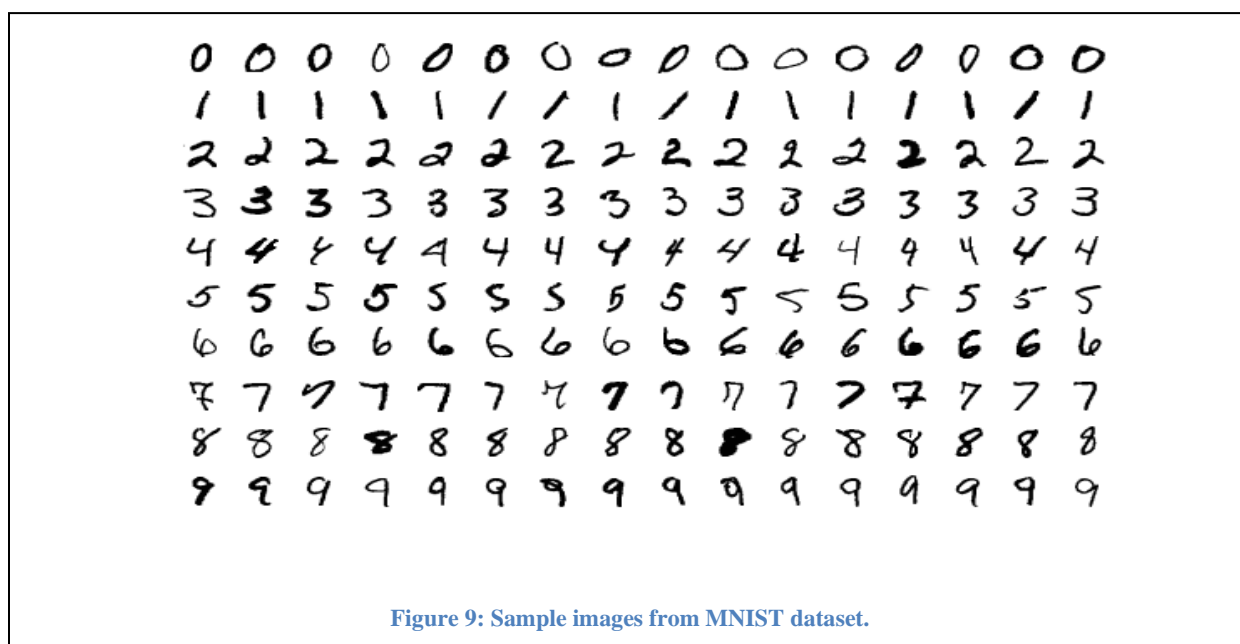 0 0 0 0 0 0 0 0 0 0 0 0 0 0 0 0
1 1 1 1 1 1 1 1 1 1 1 1 1 1 1 1
2 2 2 2 2 2 2 2 2 2 2 2 2 2 2 2
3 3 3 3 3 3 3 3 3 3 3 3 3 3 3 3
4 4 4 4 4 4 4 4 4 4 4 4 4 4 4 4
5 5 5 5 5 5 5 5 5 5 5 5 5 5 5 5
6 6 6 6 6 6 6 6 6 6 6 6 6 6 6 6
7 7 7 7 7 7 7 7 7 7 7 7 7 7 7 7
8 8 8 8 8 8 8 8 8 8 8 8 8 8 8 8
9 9 9 9 9 9 9 9 9 9 9 9 9 9 9 9
Figure 9: Sample images from MNIST dataset.